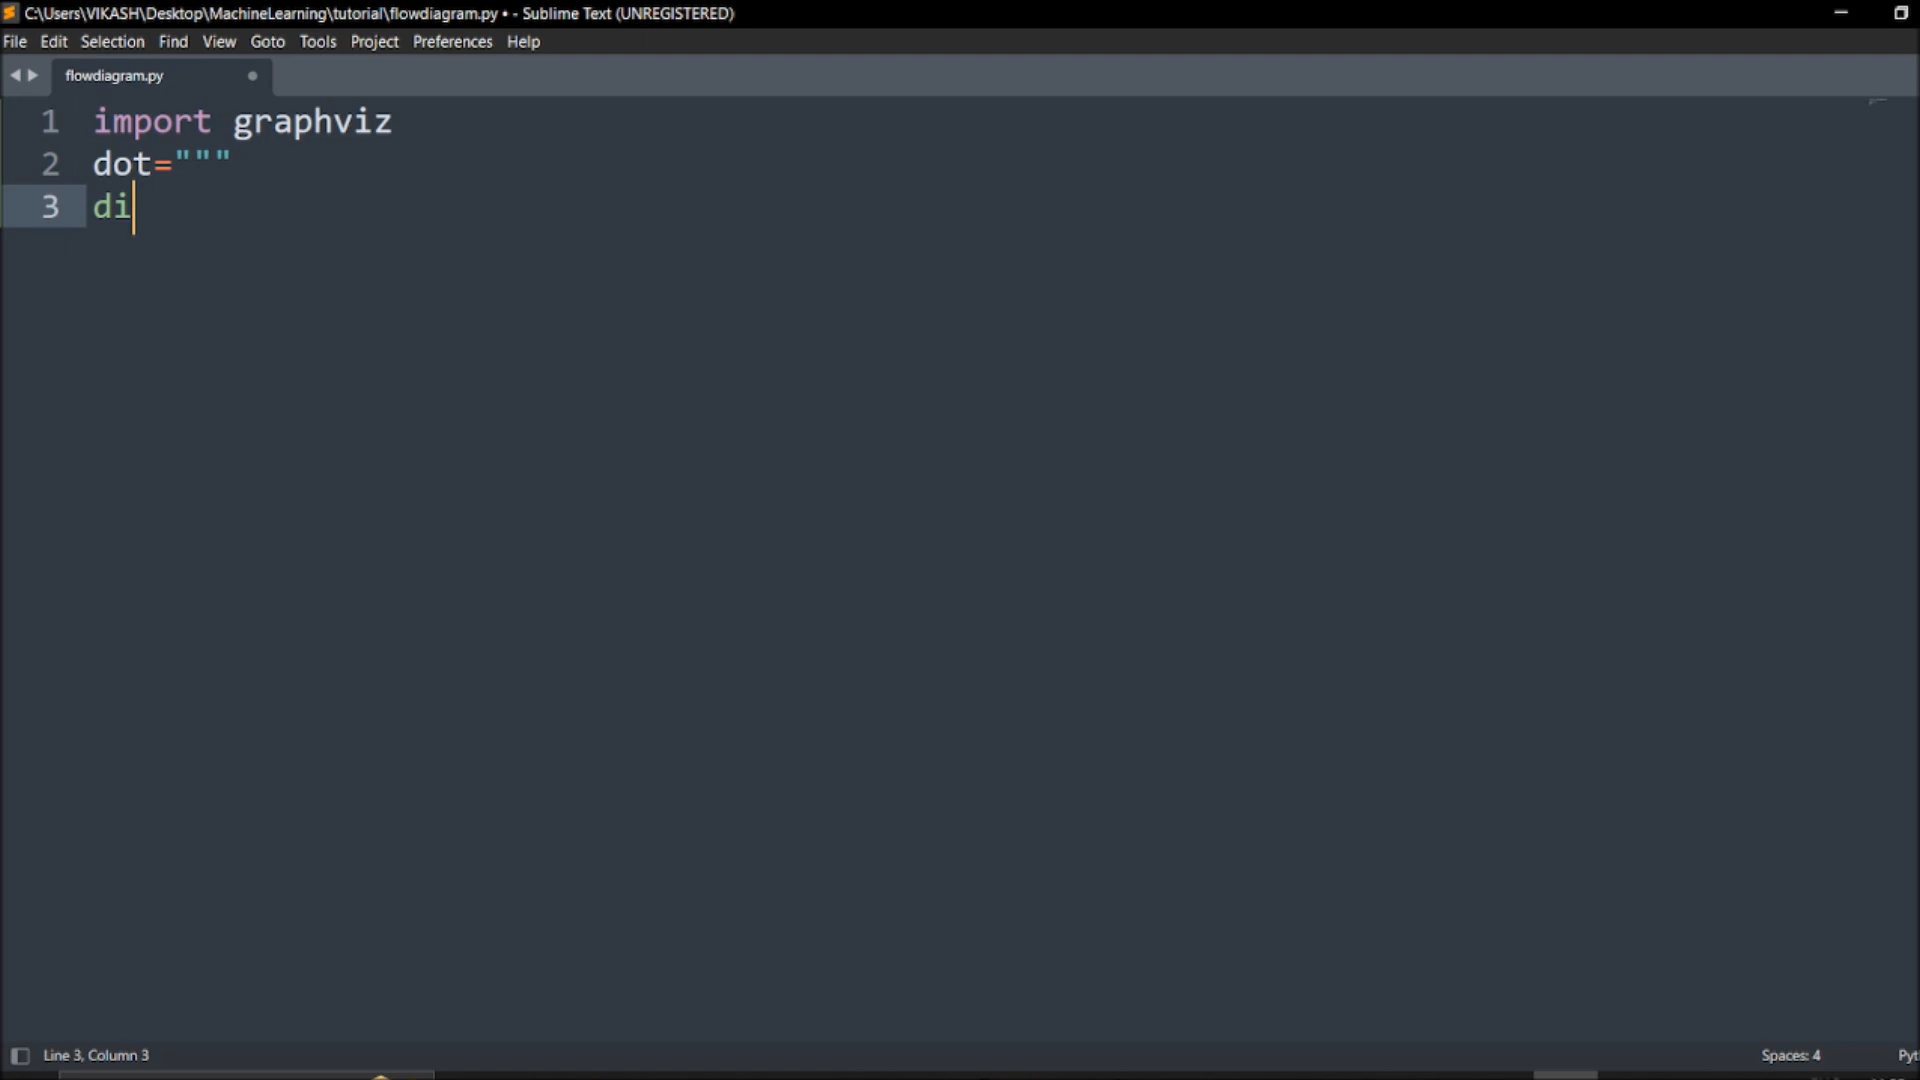 C:\Users\VIKASH\Desktop\MachineLearning\tutorial\flowdiagram.py • - Sublime Text (UNREGISTERED)
File Edit Selection Find View Goto Tools Project Preferences Help
flowdiagram.py
1 import graphviz
2 dot="""
3 di
Line 3, Column 3 Spaces: 4 Pyt